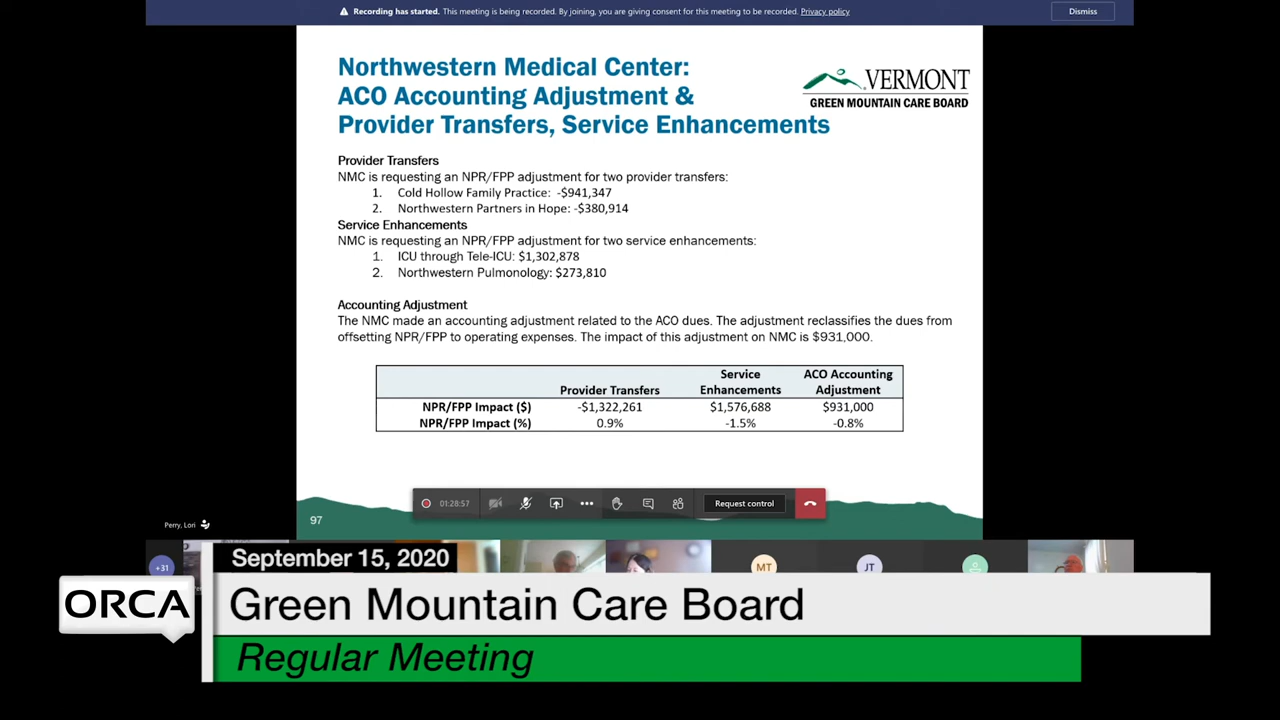 Recording has started. This meeting is being recorded. By joining, you are giving consent for this meeting to be recorded. Privacy policy
Dismiss
Northwestern Medical Center:
ACO Accounting Adjustment &
Provider Transfers, Service Enhancements
VERMONT
GREEN MOUNTAIN CARE BOARD
Provider Transfers
NMC is requesting an NPR/FPP adjustment for two provider transfers:
1. Cold Hollow Family Practice: -$941,347
2. Northwestern Partners in Hope: -$380,914
Service Enhancements
NMC is requesting an NPR/FPP adjustment for two service enhancements:
1. ICU through Tele-ICU: $1,302,878
2. Northwestern Pulmonology: $273,810
Accounting Adjustment
The NMC made an accounting adjustment related to the ACO dues. The adjustment reclassifies the dues from
offsetting NPR/FPP to operating expenses. The impact of this adjustment on NMC is $931,000.
Provider Transfers Service Enhancements ACO Accounting Adjustment
NPR/FPP Impact ($) -$1,322,261 $1,576,688 $931,000
NPR/FPP Impact (%) 0.9% -1.5% -0.8%
01:28:57
Request control
97
Perry, Lori
+31
MT
JT
September 15, 2020
ORCA
Green Mountain Care Board
Regular Meeting